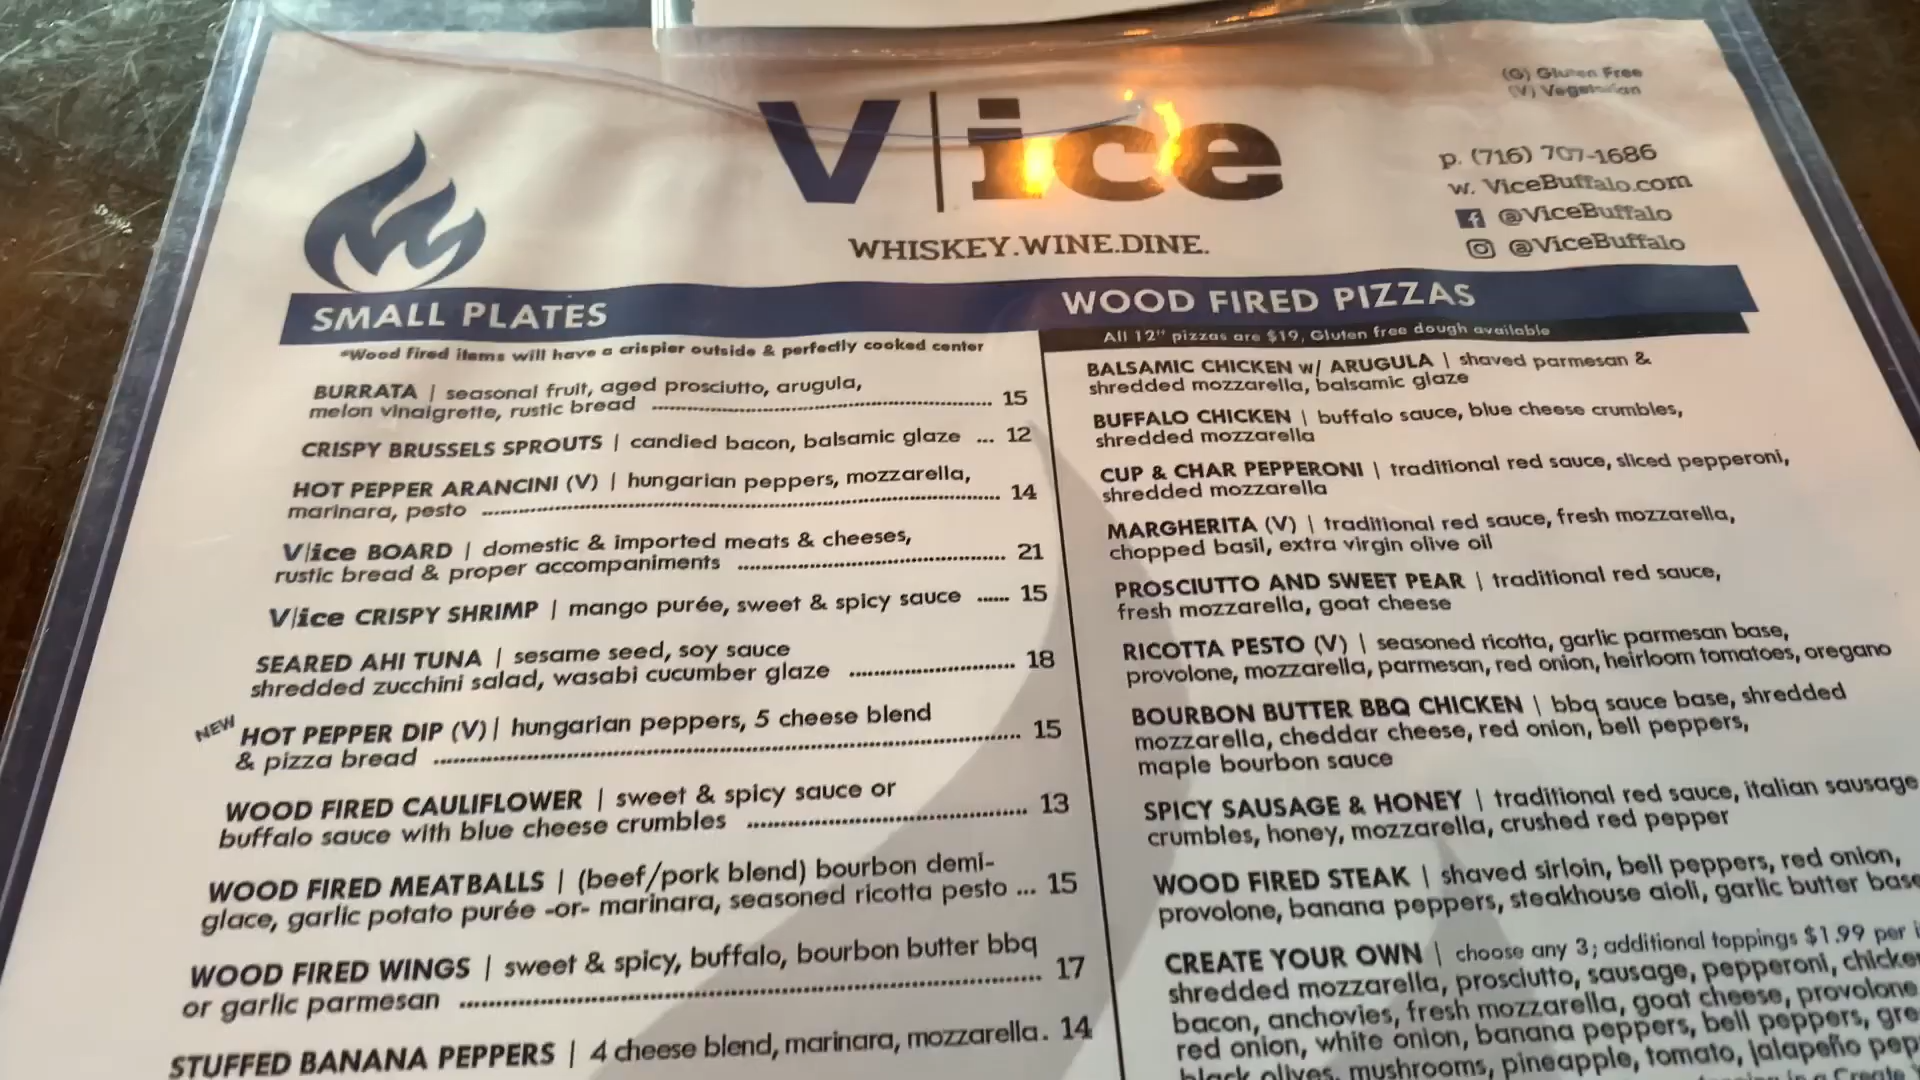 (G) Gluten Free
(V) Vegetarian
V|ice
WHISKEY.WINE.DINE.
p. (716) 707-1686
w. ViceBuffalo.com
@ViceBuffalo
@ViceBuffalo
SMALL PLATES
*Wood fired items will have a crispier outside & perfectly cooked center
BURRATA | seasonal fruit, aged prosciutto, arugula,
melon vinaigrette, rustic bread ........ 15
CRISPY BRUSSELS SPROUTS | candied bacon, balsamic glaze ... 12
HOT PEPPER ARANCINI (V) | hungarian peppers, mozzarella,
marinara, pesto ........ 14
V|ice BOARD | domestic & imported meats & cheeses,
rustic bread & proper accompaniments ........ 21
V|ice CRISPY SHRIMP | mango purée, sweet & spicy sauce ...... 15
SEARED AHI TUNA | sesame seed, soy sauce
shredded zucchini salad, wasabi cucumber glaze ........ 18
NEW HOT PEPPER DIP (V) | hungarian peppers, 5 cheese blend
& pizza bread ........ 15
WOOD FIRED CAULIFLOWER | sweet & spicy sauce or
buffalo sauce with blue cheese crumbles ........ 13
WOOD FIRED MEATBALLS | (beef/pork blend) bourbon demi-
glace, garlic potato purée -or- marinara, seasoned ricotta pesto ... 15
WOOD FIRED WINGS | sweet & spicy, buffalo, bourbon butter bbq
or garlic parmesan ........ 17
STUFFED BANANA PEPPERS | 4 cheese blend, marinara, mozzarella. 14
WOOD FIRED PIZZAS
All 12" pizzas are $19, Gluten free dough available
BALSAMIC CHICKEN w/ ARUGULA | shaved parmesan &
shredded mozzarella, balsamic glaze
BUFFALO CHICKEN | buffalo sauce, blue cheese crumbles,
shredded mozzarella
CUP & CHAR PEPPERONI | traditional red sauce, sliced pepperoni,
shredded mozzarella
MARGHERITA (V) | traditional red sauce, fresh mozzarella,
chopped basil, extra virgin olive oil
PROSCIUTTO AND SWEET PEAR | traditional red sauce,
fresh mozzarella, goat cheese
RICOTTA PESTO (V) | seasoned ricotta, garlic parmesan base,
provolone, mozzarella, parmesan, red onion, heirloom tomatoes, oregano
BOURBON BUTTER BBQ CHICKEN | bbq sauce base, shredded
mozzarella, cheddar cheese, red onion, bell peppers,
maple bourbon sauce
SPICY SAUSAGE & HONEY | traditional red sauce, italian sausage
crumbles, honey, mozzarella, crushed red pepper
WOOD FIRED STEAK | shaved sirloin, bell peppers, red onion,
provolone, banana peppers, steakhouse aioli, garlic butter base
CREATE YOUR OWN | choose any 3; additional toppings $1.99 per
shredded mozzarella, prosciutto, sausage, pepperoni, chicken
bacon, anchovies, fresh mozzarella, goat cheese, provolone
red onion, white onion, banana peppers, bell peppers,
black olives, mushrooms, pineapple, tomato, jalapeño